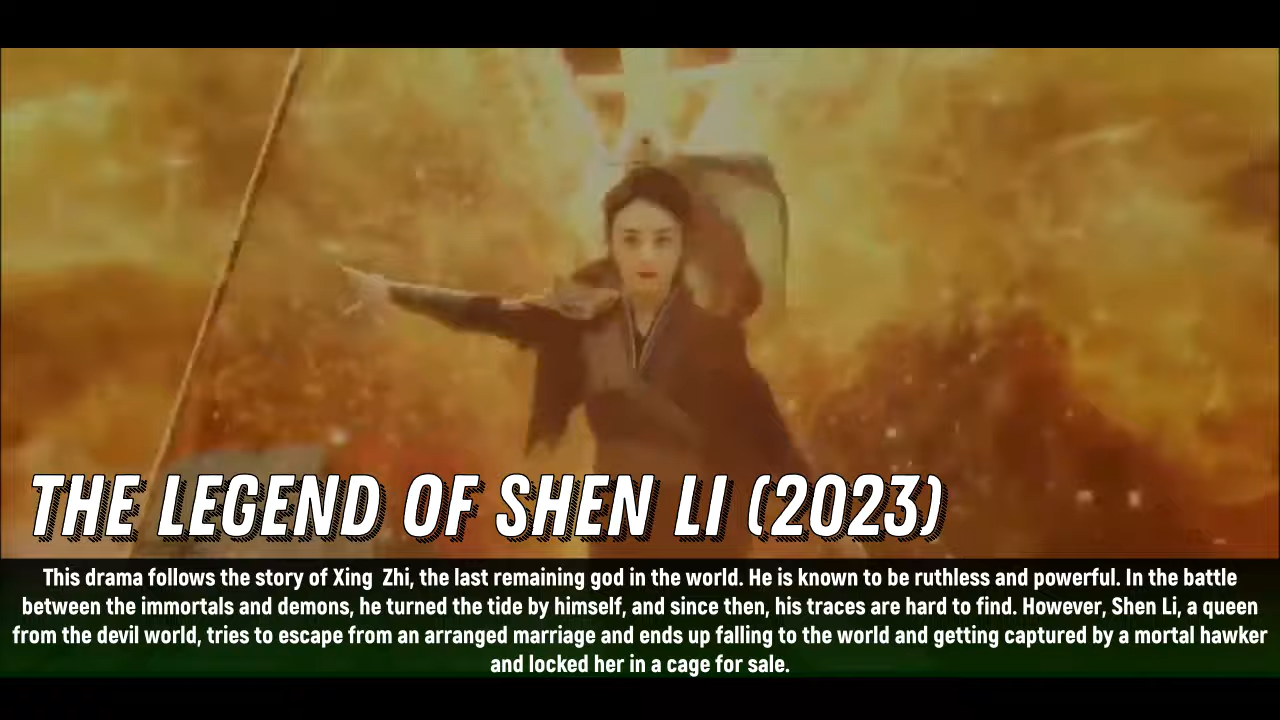 THE LEGEND OF SHEN LI (2023)
This drama follows the story of Xing Zhi, the last remaining god in the world. He is known to be ruthless and powerful. In the battle
between the immortals and demons, he turned the tide by himself, and since then, his traces are hard to find. However, Shen Li, a queen
from the devil world, tries to escape from an arranged marriage and ends up falling to the world and getting captured by a mortal hawker
and locked her in a cage for sale.